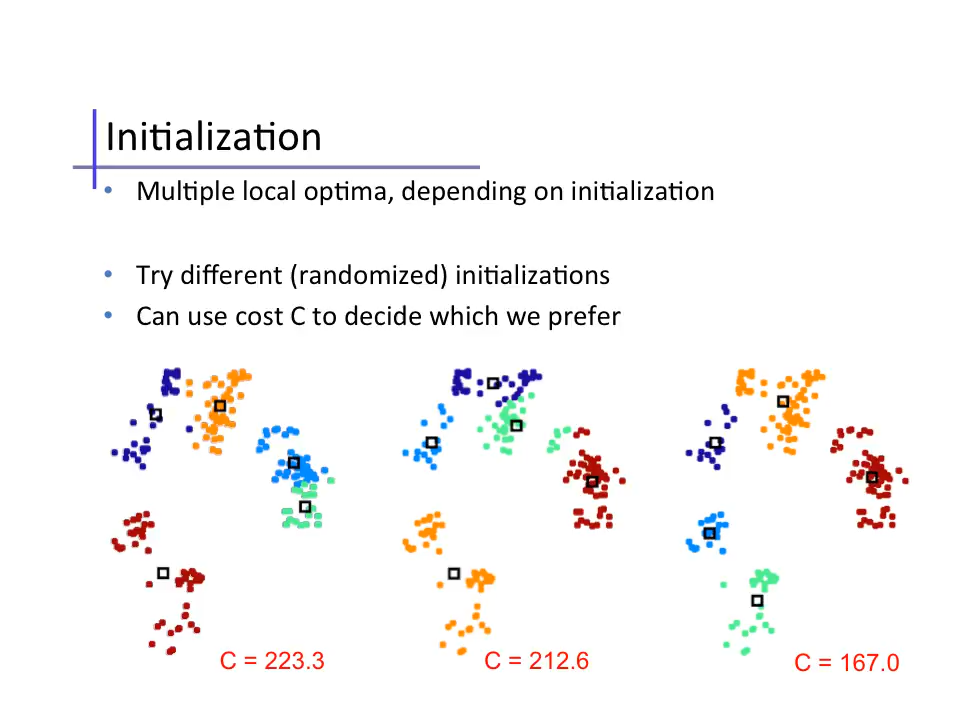 Initialization
• Multiple local optima, depending on initialization
• Try different (randomized) initializations
• Can use cost C to decide which we prefer
C = 223.3
C = 212.6
C = 167.0